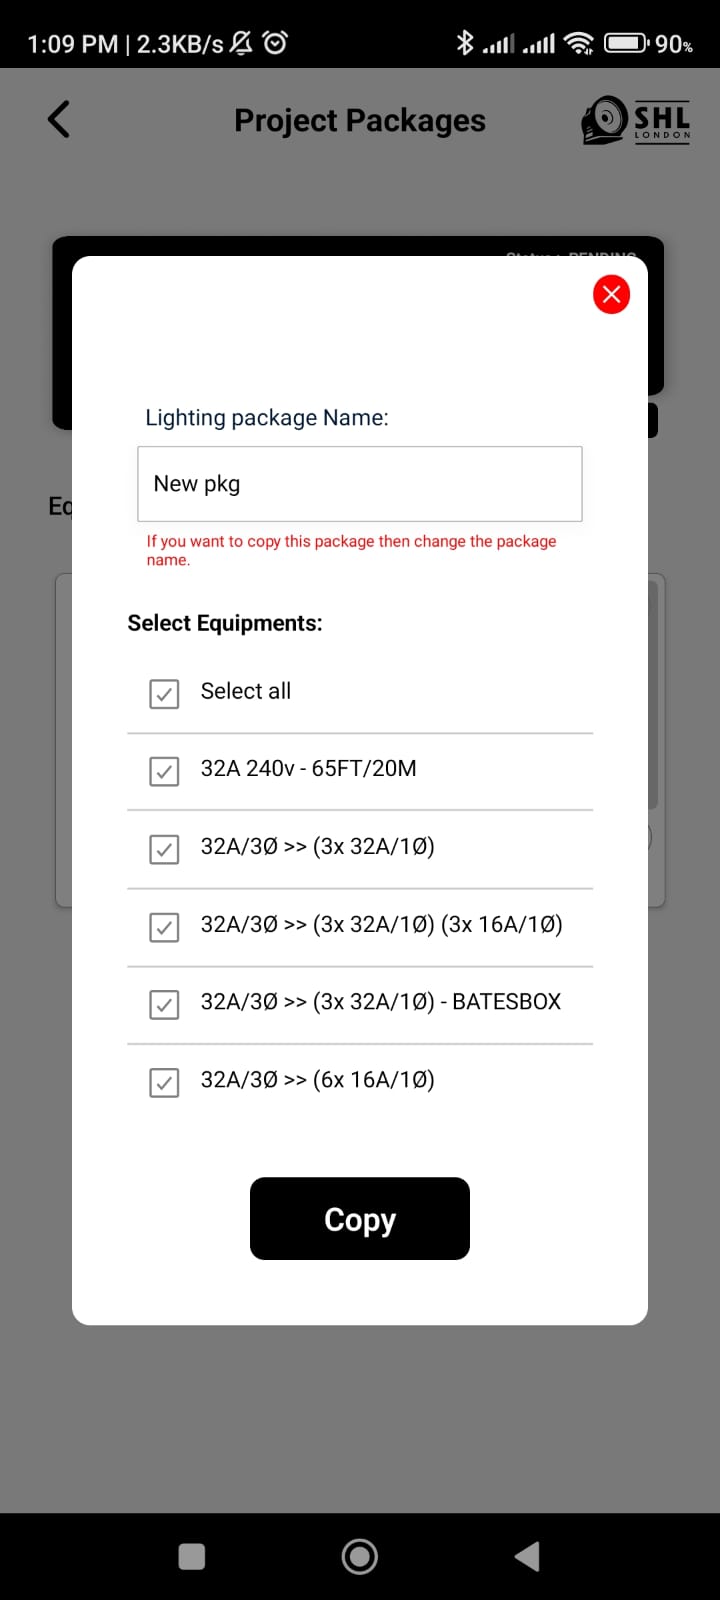 1:09 PM | 2.3KB/s 90%
Project Packages
SHL
LONDON
Status : PENDING
Lighting package Name:
New pkg
If you want to copy this package then change the package
name.
Select Equipments:
Select all
32A 240v - 65FT/20M
32A/3Ø >> (3x 32A/1Ø)
32A/3Ø >> (3x 32A/1Ø) (3x 16A/1Ø)
32A/3Ø >> (3x 32A/1Ø) - BATESBOX
32A/3Ø >> (6x 16A/1Ø)
Copy